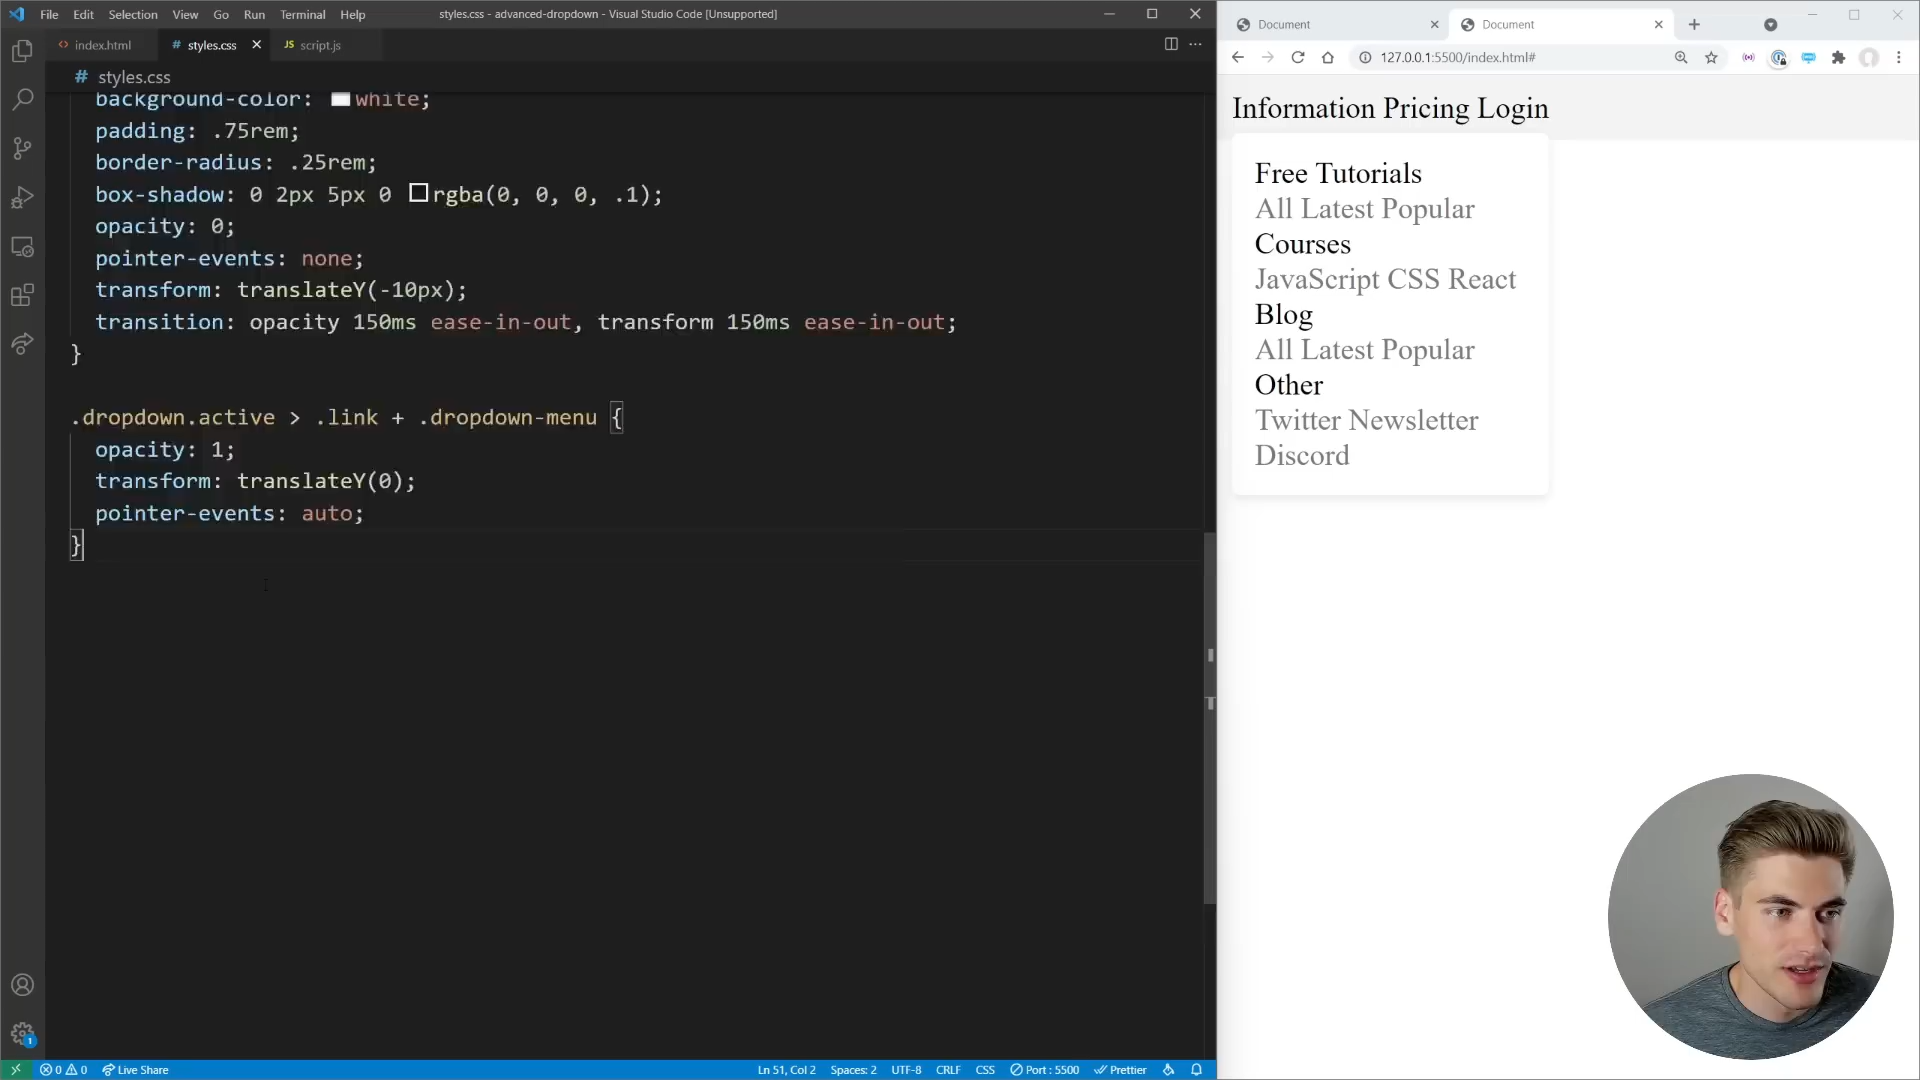 File Edit Selection View Go Run Terminal Help
styles.css - advanced-dropdown - Visual Studio Code [Unsupported]
index.html
# styles.css
JS script.js
# styles.css
background-color: white;
padding: .75rem;
border-radius: .25rem;
box-shadow: 0 2px 5px 0 rgba(0, 0, 0, .1);
opacity: 0;
pointer-events: none;
transform: translateY(-10px);
transition: opacity 150ms ease-in-out, transform 150ms ease-in-out;
}
.dropdown.active > .link + .dropdown-menu {
opacity: 1;
transform: translateY(0);
pointer-events: auto;
}
1
0 0 Live Share
Ln 51, Col 2 Spaces: 2 UTF-8 CRLF CSS Port : 5500 Prettier
Document
Document
127.0.0.1:5500/index.html#
Information Pricing Login
Free Tutorials
All Latest Popular
Courses
JavaScript CSS React
Blog
All Latest Popular
Other
Twitter Newsletter
Discord